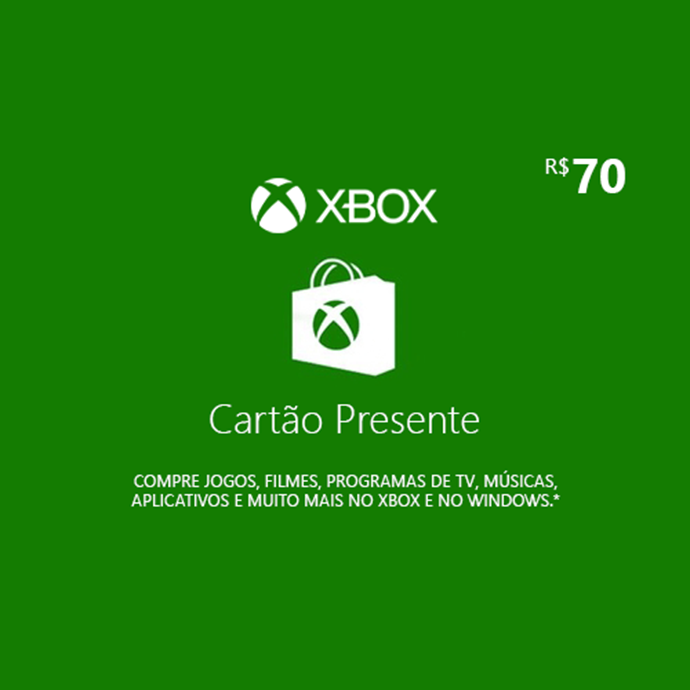 R$70
XBOX
Cartão Presente
COMPRE JOGOS, FILMES, PROGRAMAS DE TV, MÚSICAS,
APLICATIVOS E MUITO MAIS NO XBOX E NO WINDOWS.*